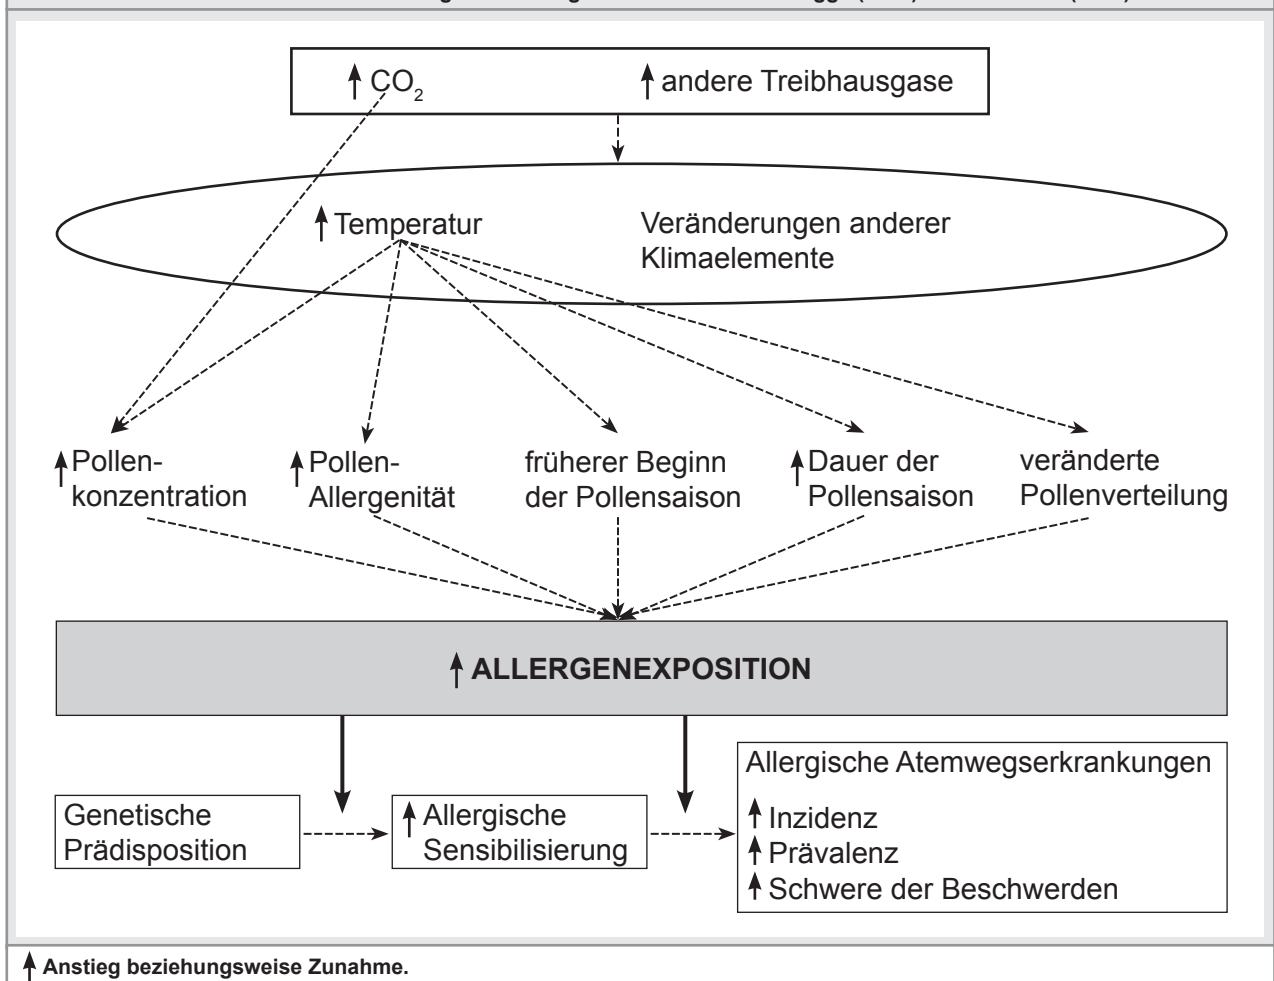 ↑ CO₂ ↑ andere Treibhausgase
↑ Temperatur
Veränderungen anderer
Klimaelemente
↑ Pollen-
konzentration
↑ Pollen-
Allergenität
früherer Beginn
der Pollensaison
↑ Dauer der
Pollensaison
veränderte
Pollenverteilung
↑ ALLERGENEXPOSITION
Genetische
Prädisposition
↑ Allergische
Sensibilisierung
Allergische Atemwegserkrankungen
↑ Inzidenz
↑ Prävalenz
↑ Schwere der Beschwerden
↑ Anstieg beziehungsweise Zunahme.